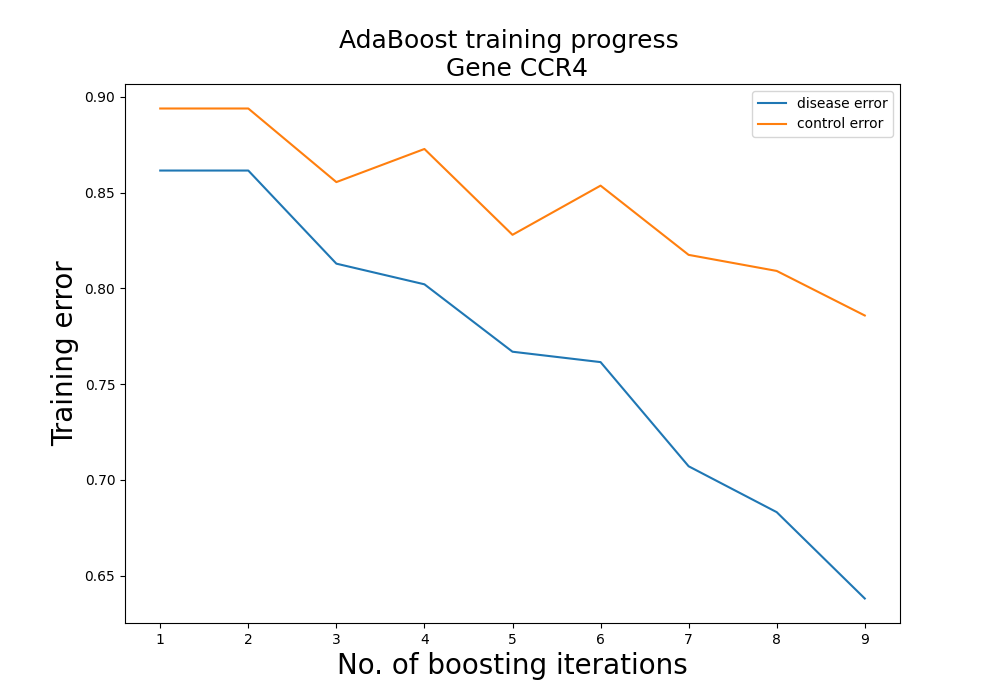 AdaBoost training progress
Gene CCR4
disease error
control error
Training error
0.90
0.85
0.80
0.75
0.70
0.65
1 2 3 4 5 6 7 8 9
No. of boosting iterations